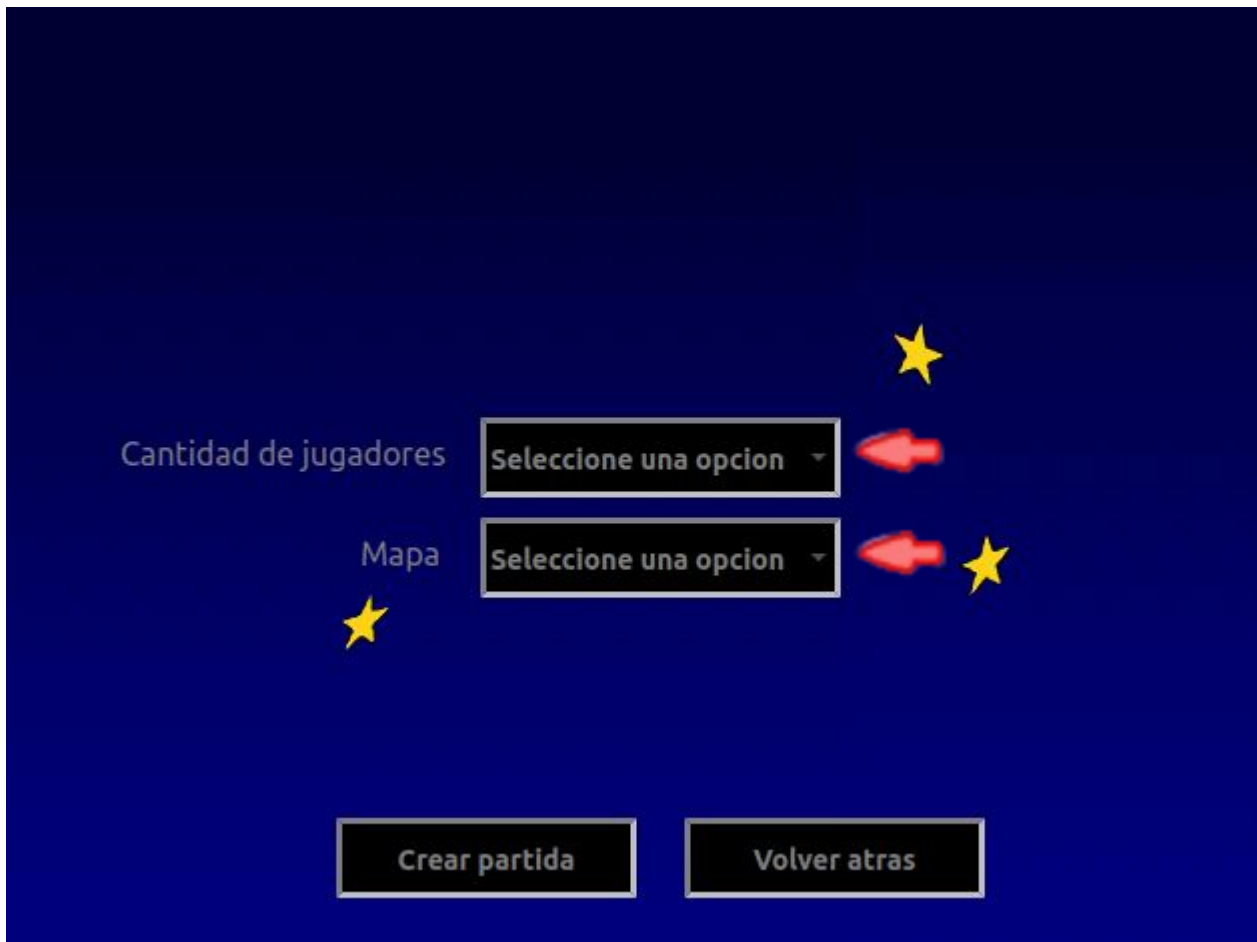 Cantidad de jugadores
Seleccione una opcion
Mapa
Seleccione una opcion
Crear partida
Volver atras